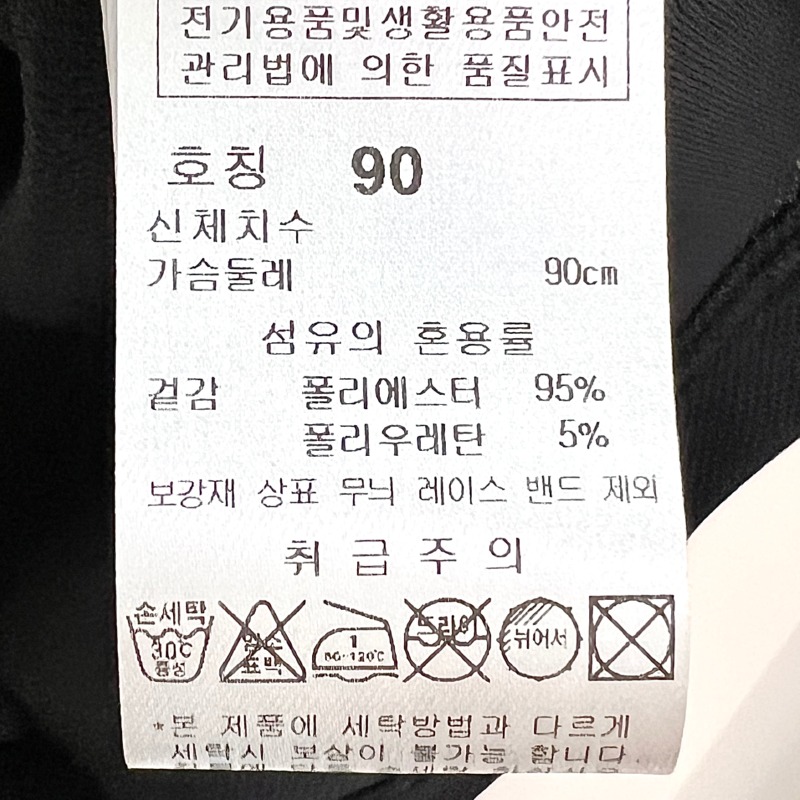 전기용품및생활용품안전
관리법에 의한 품질표시
호칭 90
신체치수
가슴둘레 90cm
섬유의 혼용률
겉감 폴리에스터 95%
폴리우레탄 5%
보강재 상표 무늬 레이스 밴드 제외
취급주의
손세탁
30℃
중성
염소
표백
1
80~120℃
드라이
뉘어서
*본 제품에 세탁방법과 다르게
세탁시 보상이 불가능 합니다